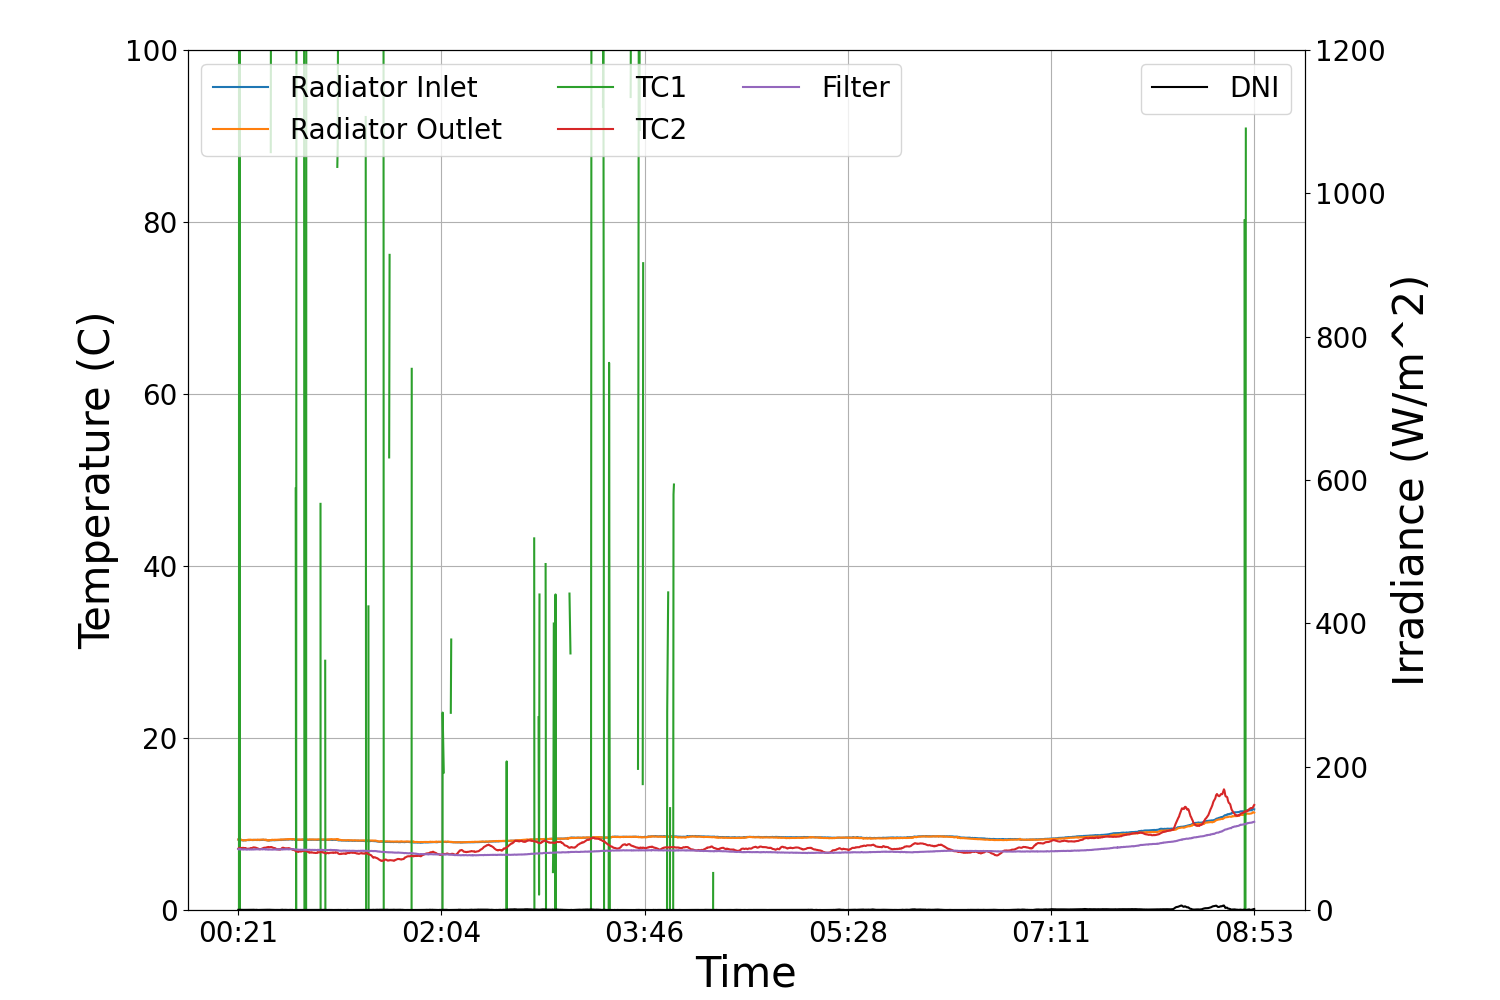 100
80
60
40
20
0
Temperature (C)
Radiator Inlet
Radiator Outlet
TC1
TC2
Filter
DNI
1200
1000
800
600
400
200
0
Irradiance (W/m^2)
00:21 02:04 03:46 05:28 07:11 08:53
Time